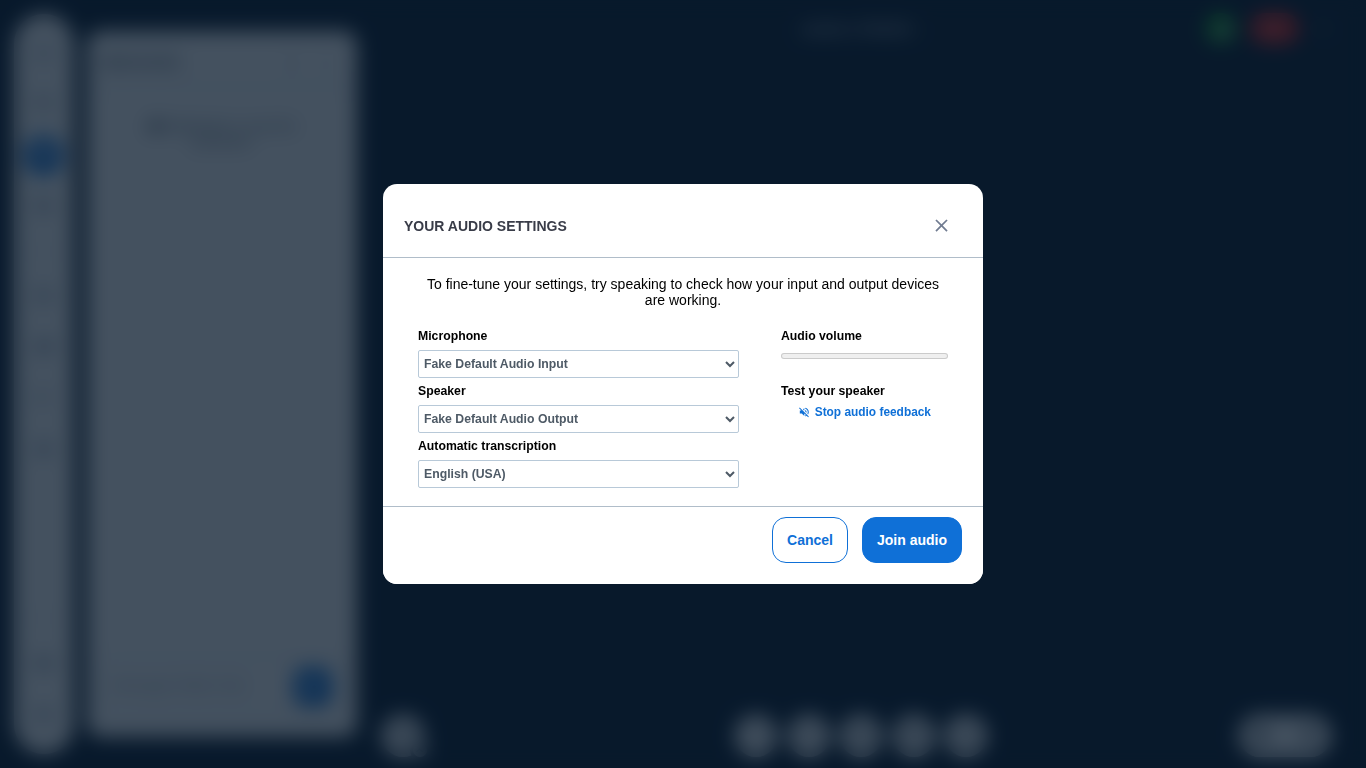 YOUR AUDIO SETTINGS
To fine-tune your settings, try speaking to check how your input and output devices
are working.
Microphone
Audio volume
Fake Default Audio Input
Speaker
Test your speaker
Fake Default Audio Output
Stop audio feedback
Automatic transcription
English (USA)
Cancel
Join audio